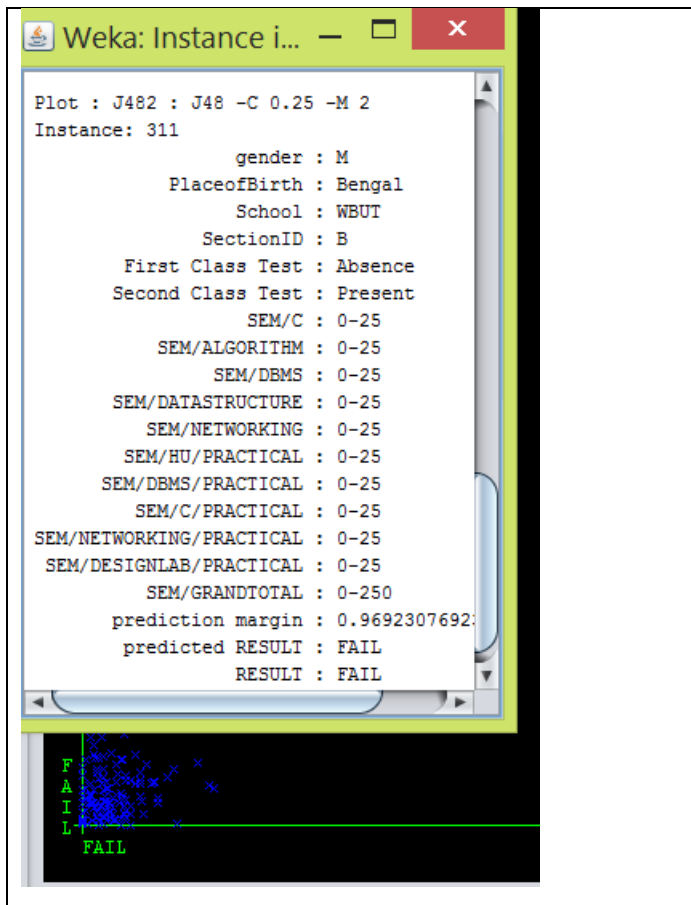 Weka: Instance i...
Plot : J482 : J48 -C 0.25 -M 2
Instance: 311
gender : M
PlaceofBirth : Bengal
School : WBUT
SectionID : B
First Class Test : Absence
Second Class Test : Present
SEM/C : 0-25
SEM/ALGORITHM : 0-25
SEM/DBMS : 0-25
SEM/DATASTRUCTURE : 0-25
SEM/NETWORKING : 0-25
SEM/HU/PRACTICAL : 0-25
SEM/DBMS/PRACTICAL : 0-25
SEM/C/PRACTICAL : 0-25
SEM/NETWORKING/PRACTICAL : 0-25
SEM/DESIGNLAB/PRACTICAL : 0-25
SEM/GRANDTOTAL : 0-250
prediction margin : 0.9692307692
predicted RESULT : FAIL
RESULT : FAIL
FAIL
FAIL